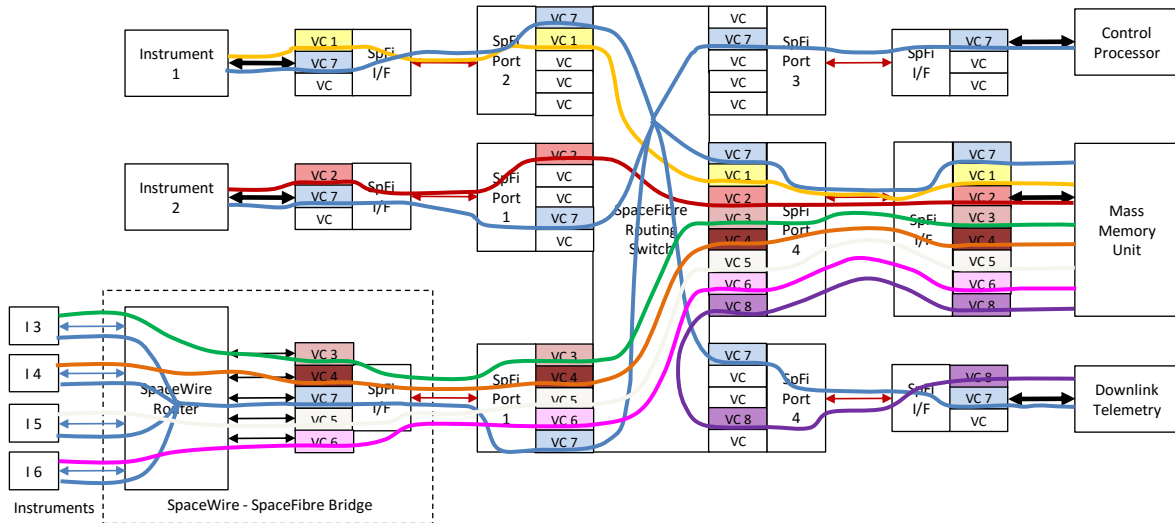 Instrument
1
VC 1
VC 7
VC
SpFi
I/F
SpFi
Port
2
VC 7
VC 1
VC
VC
VC
VC
VC 7
VC
VC
VC
SpFi
Port
3
SpFi
I/F
VC 7
VC
VC
VC
Control
Processor
Instrument
2
VC 2
VC 7
VC
SpFi
I/F
SpFi
Port
1
VC 2
VC
VC
VC 7
VC
SpaceFibre
Routing
Switch
VC 7
VC 1
VC 2
VC 3
VC 4
VC 5
VC 6
VC 8
SpFi
Port
4
SpFi
I/F
VC 7
VC 1
VC 2
VC 3
VC 4
VC 5
VC 6
VC 8
Mass
Memory
Unit
I 3
I 4
I 5
I 6
Instruments
SpaceWire
Router
VC 3
VC 4
VC 7
VC 5
VC 6
SpFi
I/F
SpaceWire - SpaceFibre Bridge
SpFi
Port
1
VC 3
VC 4
VC 5
VC 6
VC 7
VC 7
VC
VC
VC 8
VC
SpFi
Port
4
SpFi
I/F
VC 8
VC 7
VC
Downlink
Telemetry